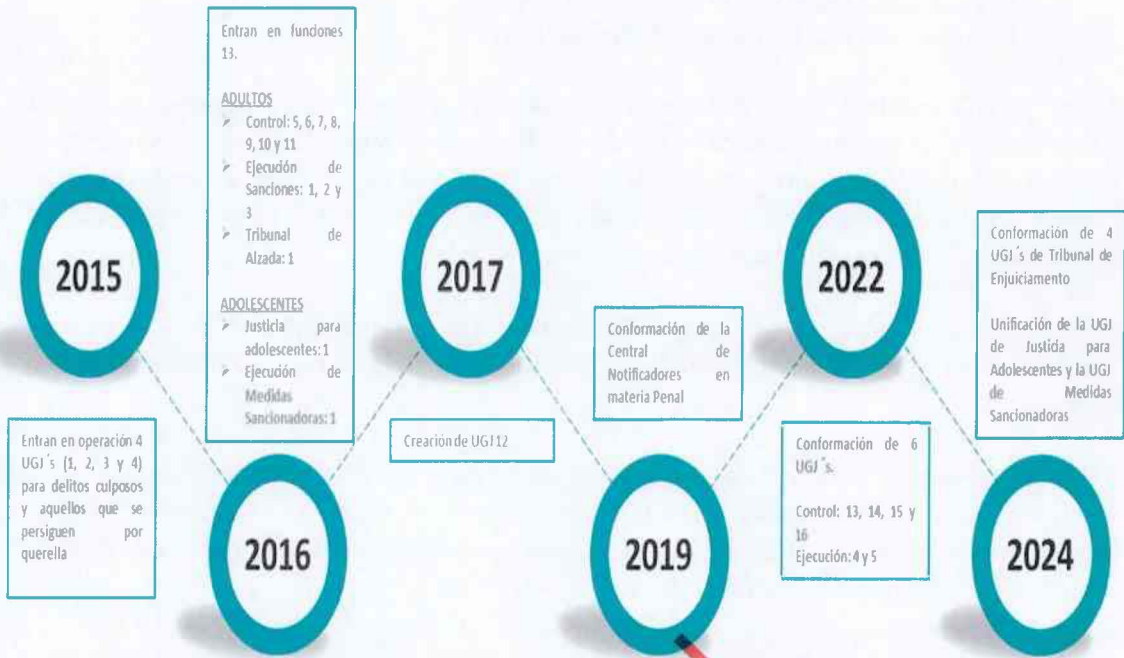 2015
Entran en operación 4
UGJ´s (1, 2, 3 y 4)
para delitos culposos
y aquellos que se
persiguen por
querella
Entran en funciones
13.
ADULTOS
➢ Control: 5, 6, 7, 8,
9, 10 y 11
➢ Ejecución de
Sanciones: 1, 2 y
3
➢ Tribunal de
Alzada: 1
ADOLESCENTES
➢ Justicia para
adolescentes: 1
➢ Ejecución de
Medidas
Sancionadoras: 1
2016
2017
Creación de UGJ 12
Conformación de la
Central de
Notificadores en
materia Penal
2019
2022
Conformación de 6
UGJ´s.
Control: 13, 14, 15 y
16
Ejecución: 4 y 5
Conformación de 4
UGJ´s de Tribunal de
Enjuiciamento
Unificación de la UGJ
de Justicia para
Adolescentes y la UGJ
de Medidas
Sancionadoras
2024